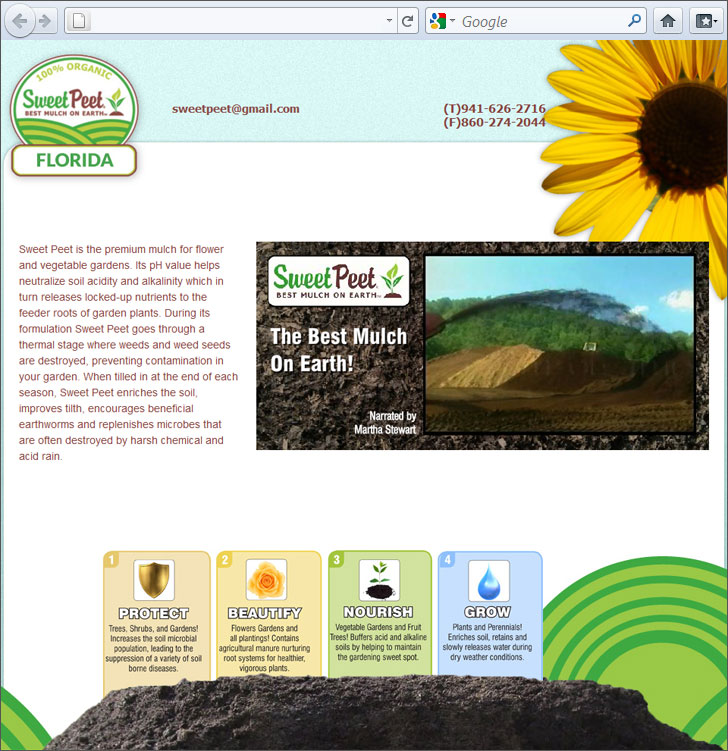 Google
100% ORGANIC
SweetPeet.
BEST MULCH ON EARTH™
FLORIDA
sweetpeet@gmail.com
(T)941-626-2716
(F)860-274-2044
Sweet Peet is the premium mulch for flower
and vegetable gardens. Its pH value helps
neutralize soil acidity and alkalinity which in
turn releases locked-up nutrients to the
feeder roots of garden plants. During its
formulation Sweet Peet goes through a
thermal stage where weeds and weed seeds
are destroyed, preventing contamination in
your garden. When tilled in at the end of each
season, Sweet Peet enriches the soil,
improves tilth, encourages beneficial
earthworms and replenishes microbes that
are often destroyed by harsh chemical and
acid rain.
SweetPeet.
BEST MULCH ON EARTH™
The Best Mulch
On Earth!
Narrated by
Martha Stewart
1
PROTECT
Trees, Shrubs, and Gardens!
Increases the soil microbial
population, leading to the
suppression of a variety of soil
borne diseases.
2
BEAUTIFY
Flowers Gardens and
all plantings! Contains
agricultural manure nurturing
root systems for healthier,
vigorous plants.
3
NOURISH
Vegetable Gardens and Fruit
Trees! Buffers acid and alkaline
soils by helping to maintain
the gardening sweet spot.
4
GROW
Plants and Perennials!
Enriches soil, retains and
slowly releases water during
dry weather conditions.